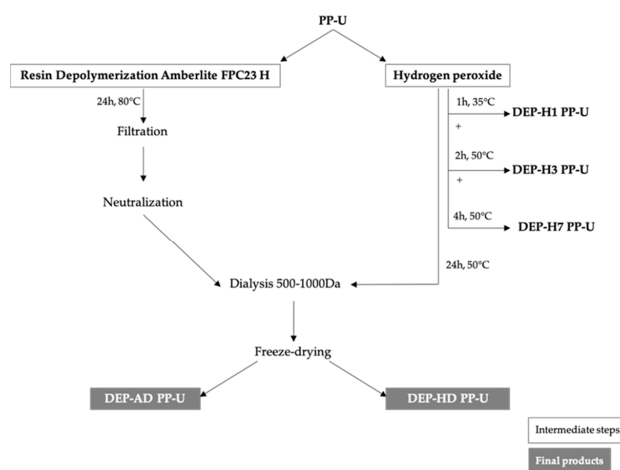 PP-U
Resin Depolymerization Amberlite FPC23 H
Hydrogen peroxide
24h, 80°C
Filtration
Neutralization
1h, 35°C
DEP-H1 PP-U
+
2h, 50°C
DEP-H3 PP-U
+
4h, 50°C
DEP-H7 PP-U
24h, 50°C
Dialysis 500-1000Da
Freeze-drying
DEP-AD PP-U
DEP-HD PP-U
Intermediate steps
Final products